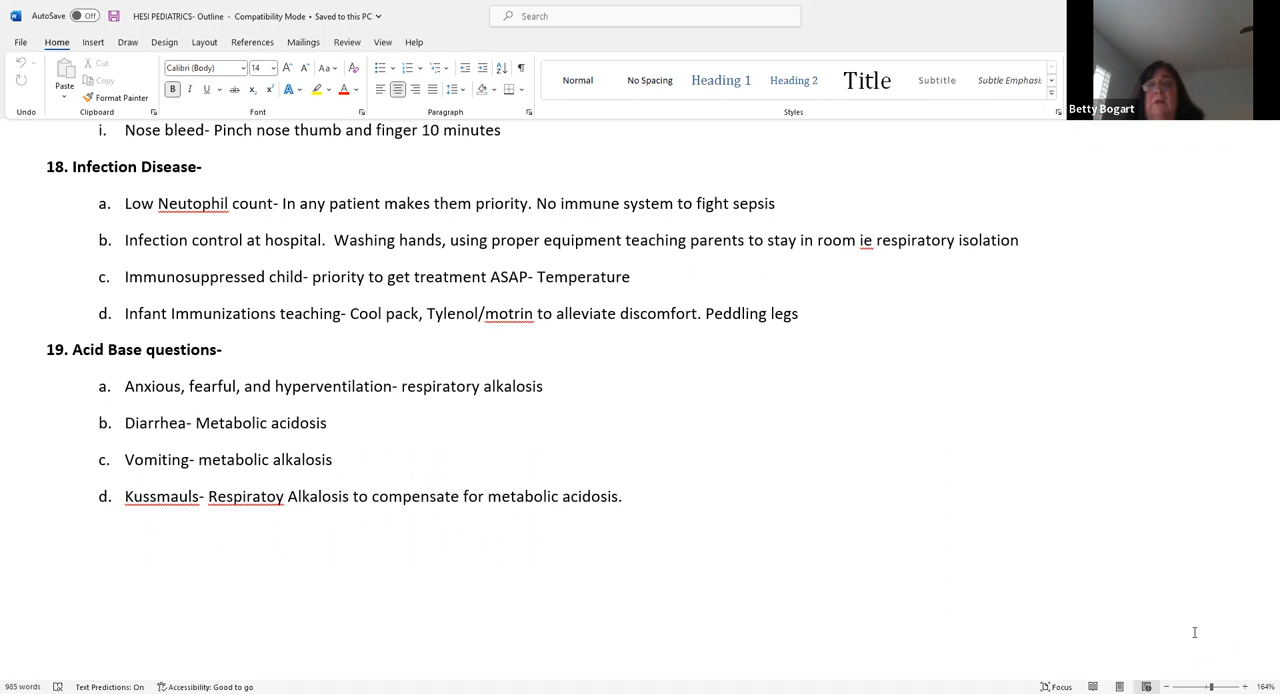 AutoSave Off HESI PEDIATRICS- Outline - Compatibility Mode • Saved to this PC Search
File Home Insert Draw Design Layout References Mailings Review View Help
Cut
Copy
Paste
Format Painter
Calibri (Body) 14
Normal No Spacing Heading 1 Heading 2 Title Subtitle Subtle Emphasi
Undo Clipboard Font Paragraph Styles
Betty Bogart
i. Nose bleed- Pinch nose thumb and finger 10 minutes
18. Infection Disease-
a. Low Neutophil count- In any patient makes them priority. No immune system to fight sepsis
b. Infection control at hospital. Washing hands, using proper equipment teaching parents to stay in room ie respiratory isolation
c. Immunosuppressed child- priority to get treatment ASAP- Temperature
d. Infant Immunizations teaching- Cool pack, Tylenol/motrin to alleviate discomfort. Peddling legs
19. Acid Base questions-
a. Anxious, fearful, and hyperventilation- respiratory alkalosis
b. Diarrhea- Metabolic acidosis
c. Vomiting- metabolic alkalosis
d. Kussmauls- Respiratoy Alkalosis to compensate for metabolic acidosis.
985 words Text Predictions: On Accessibility: Good to go Focus 164%